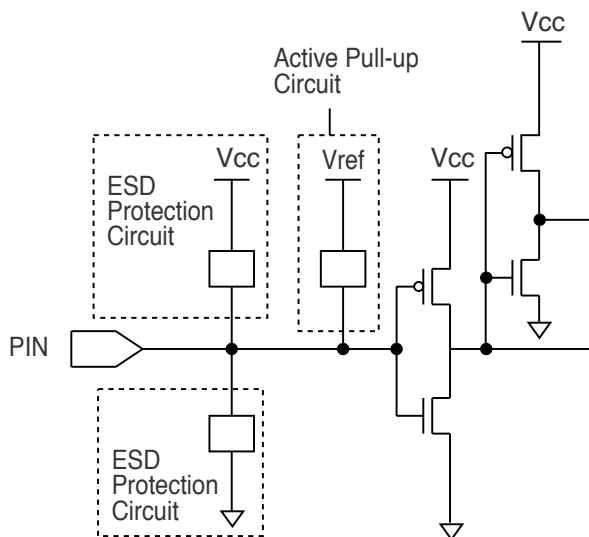 Vcc
Active Pull-up
Circuit
Vcc
Vref
Vcc
ESD
Protection
Circuit
PIN
ESD
Protection
Circuit